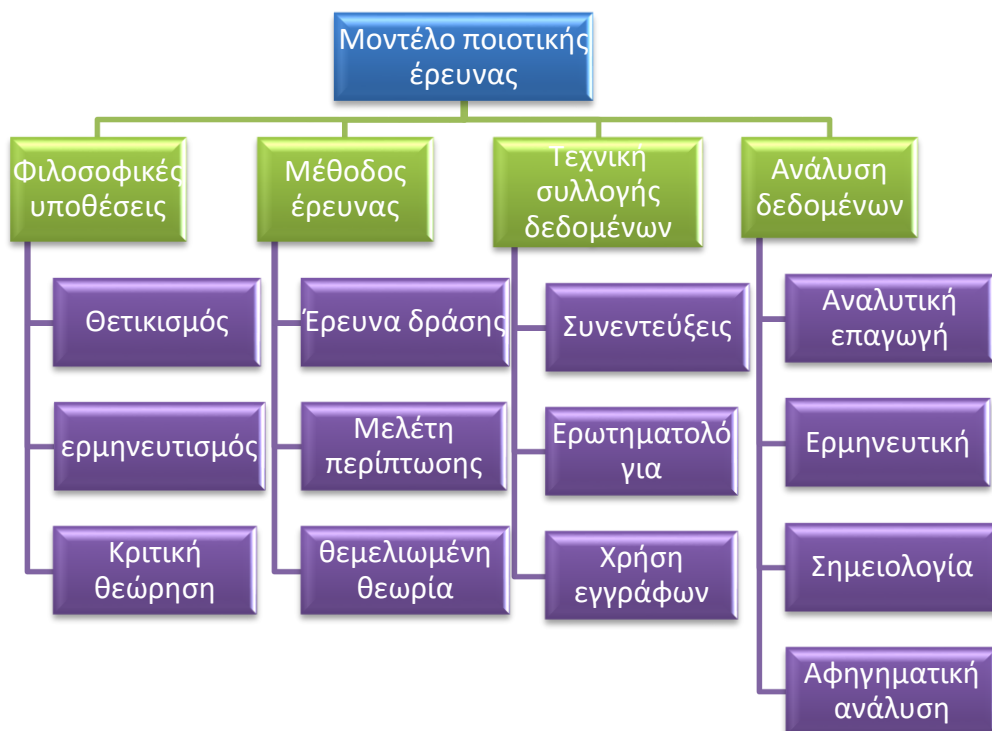 Μοντέλο ποιοτικής
έρευνας
Φιλοσοφικές
υποθέσεις
Θετικισμός
ερμηνευτισμός
Κριτική
θεώρηση
Μέθοδος
έρευνας
Έρευνα δράσης
Μελέτη
περίπτωσης
θεμελιωμένη
θεωρία
Τεχνική
συλλογής
δεδομένων
Συνεντεύξεις
Ερωτηματολό
για
Χρήση
εγγράφων
Ανάλυση
δεδομένων
Αναλυτική
επαγωγή
Ερμηνευτική
Σημειολογία
Αφηγηματική
ανάλυση